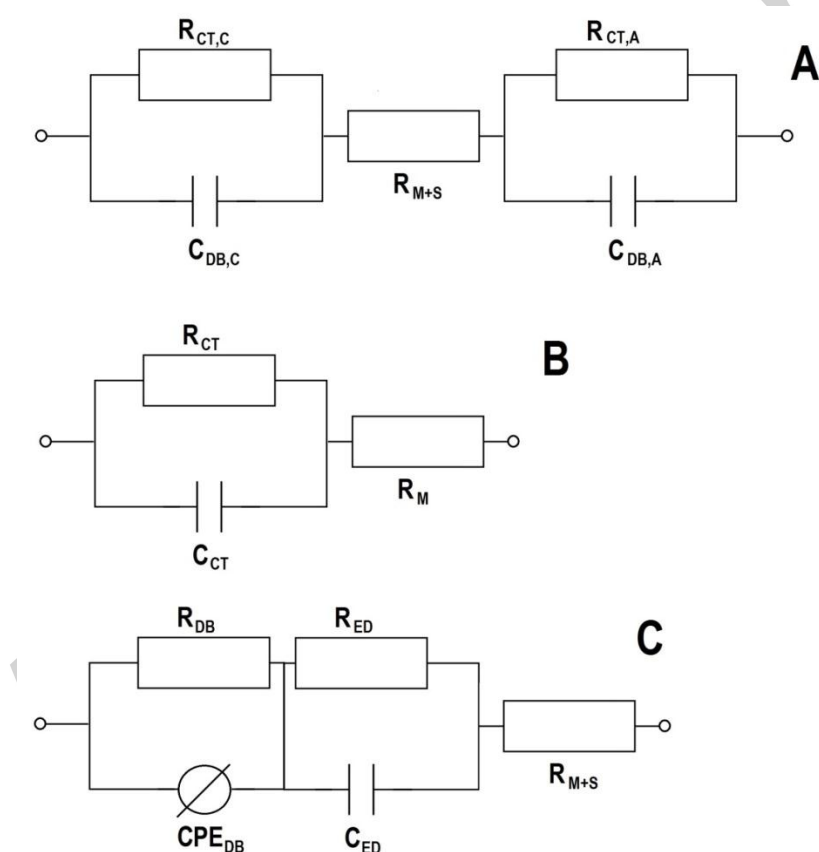 R_CT,C
R_CT,A
A
R_M+S
C_DB,C
C_DB,A
R_CT
B
R_M
C_CT
R_DB
R_ED
C
R_M+S
CPE_DB
C_ED